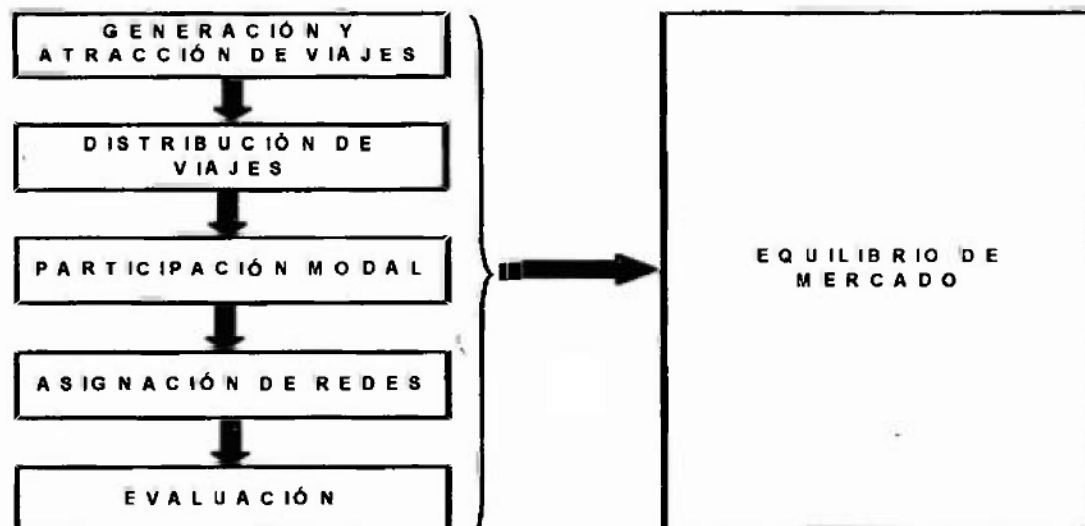 GENERACIÓN Y
ATRACCIÓN DE VIAJES
DISTRIBUCIÓN DE
VIAJES
PARTICIPACIÓN MODAL
ASIGNACIÓN DE REDES
EVALUACIÓN
EQUILIBRIO DE
MERCADO